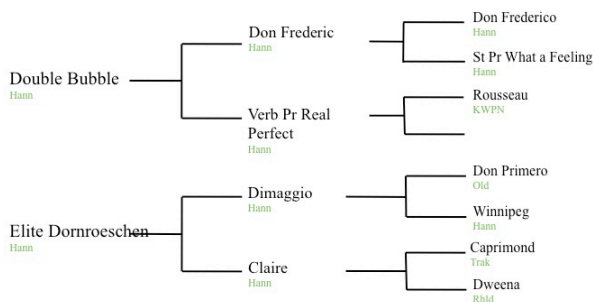 Don Frederico
Hann
Don Frederic
Hann
St Pr What a Feeling
Hann
Double Bubble
Hann
Rousseau
KWPN
Verb Pr Real
Perfect
Hann
Don Primero
Old
Dimaggio
Hann
Winnipeg
Hann
Elite Dornroeschen
Hann
Caprimond
Trak
Claire
Hann
Dweena
Rhld